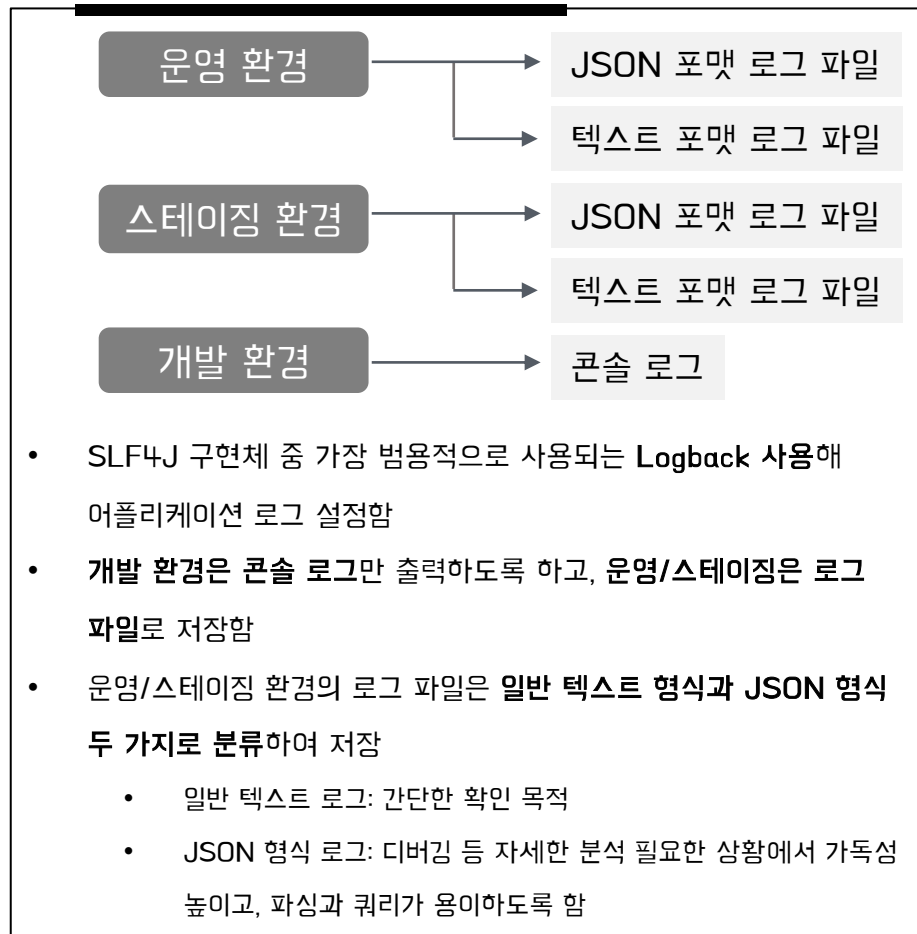 운영 환경
JSON 포맷 로그 파일
텍스트 포맷 로그 파일
스테이징 환경
JSON 포맷 로그 파일
텍스트 포맷 로그 파일
개발 환경
콘솔 로그
• SLF4J 구현체 중 가장 범용적으로 사용되는 Logback 사용해
어플리케이션 로그 설정함
• 개발 환경은 콘솔 로그만 출력하도록 하고, 운영/스테이징은 로그
파일로 저장함
• 운영/스테이징 환경의 로그 파일은 일반 텍스트 형식과 JSON 형식
두 가지로 분류하여 저장
• 일반 텍스트 로그: 간단한 확인 목적
• JSON 형식 로그: 디버깅 등 자세한 분석 필요한 상황에서 가독성
높이고, 파싱과 쿼리가 용이하도록 함